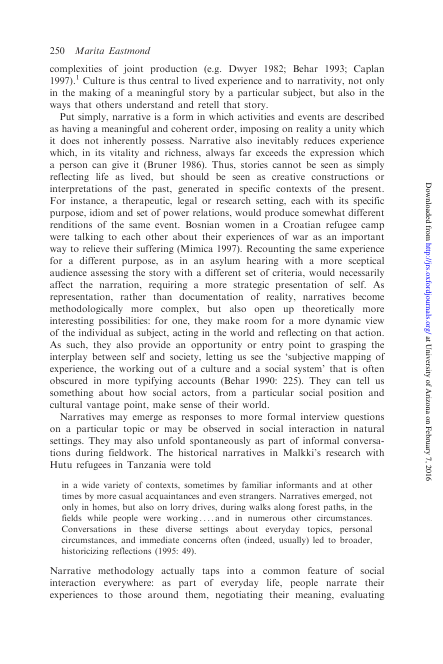 250 Marita Eastmond
complexities of joint production (e.g. Dwyer 1982; Behar 1993; Caplan
1997).1 Culture is thus central to lived experience and to narrativity, not only
in the making of a meaningful story by a particular subject, but also in the
ways that others understand and retell that story.
Put simply, narrative is a form in which activities and events are described
as having a meaningful and coherent order, imposing on reality a unity which
it does not inherently possess. Narrative also inevitably reduces experience
which, in its vitality and richness, always far exceeds the expression which
a person can give it (Bruner 1986). Thus, stories cannot be seen as simply
reflecting life as lived, but should be seen as creative constructions or
interpretations of the past, generated in specific contexts of the present.
For instance, a therapeutic, legal or research setting, each with its specific
purpose, idiom and set of power relations, would produce somewhat different
renditions of the same event. Bosnian women in a Croatian refugee camp
were talking to each other about their experiences of war as an important
way to relieve their suffering (Mimica 1997). Recounting the same experience
for a different purpose, as in an asylum hearing with a more sceptical
audience assessing the story with a different set of criteria, would necessarily
affect the narration, requiring a more strategic presentation of self. As
representation, rather than documentation of reality, narratives become
methodologically more complex, but also open up theoretically more
interesting possibilities: for one, they make room for a more dynamic view
of the individual as subject, acting in the world and reflecting on that action.
As such, they also provide an opportunity or entry point to grasping the
interplay between self and society, letting us see the 'subjective mapping of
experience, the working out of a culture and a social system' that is often
obscured in more typifying accounts (Behar 1990: 225). They can tell us
something about how social actors, from a particular social position and
cultural vantage point, make sense of their world.
Narratives may emerge as responses to more formal interview questions
on a particular topic or may be observed in social interaction in natural
settings. They may also unfold spontaneously as part of informal conversa-
tions during fieldwork. The historical narratives in Malkki's research with
Hutu refugees in Tanzania were told
in a wide variety of contexts, sometimes by familiar informants and at other
times by more casual acquaintances and even strangers. Narratives emerged, not
only in homes, but also on lorry drives, during walks along forest paths, in the
fields while people were working....and in numerous other circumstances.
Conversations in these diverse settings about everyday topics, personal
circumstances, and immediate concerns often (indeed, usually) led to broader,
historicizing reflections (1995: 49).
Narrative methodology actually taps into a common feature of social
interaction everywhere: as part of everyday life, people narrate their
experiences to those around them, negotiating their meaning, evaluating
Downloaded from http://jrs.oxfordjournals.org/ at University of Arizona on February 7, 2016